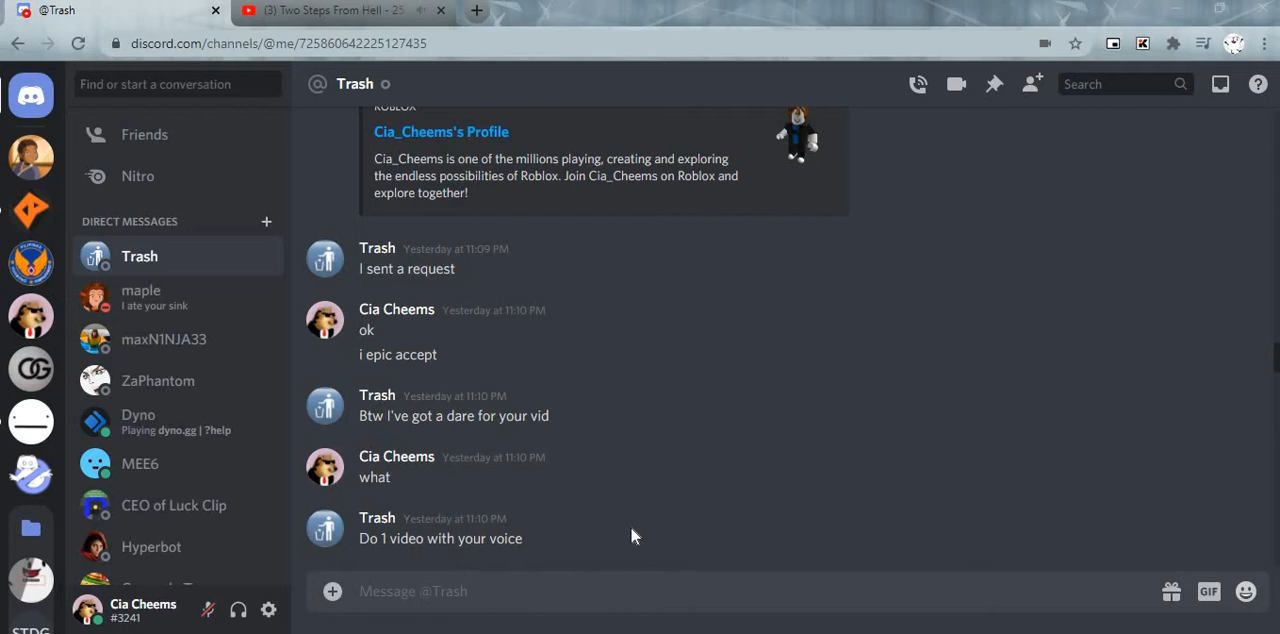 @Trash
(3) Two Steps From Hell - 25
discord.com/channels/@me/725860642225127435
Find or start a conversation
Trash
Search
Friends
Nitro
DIRECT MESSAGES
Trash
maple
I ate your sink
maxN1NJA33
ZaPhantom
Dyno
Playing dyno.gg | ?help
MEE6
CEO of Luck Clip
Hyperbot
Cia Cheems
#3241
OG
STDG
ROBLOX
Cia_Cheems's Profile
Cia_Cheems is one of the millions playing, creating and exploring
the endless possibilities of Roblox. Join Cia_Cheems on Roblox and
explore together!
Trash Yesterday at 11:09 PM
I sent a request
Cia Cheems Yesterday at 11:10 PM
ok
i epic accept
Trash Yesterday at 11:10 PM
Btw I've got a dare for your vid
Cia Cheems Yesterday at 11:10 PM
what
Trash Yesterday at 11:10 PM
Do 1 video with your voice
Message @Trash
GIF